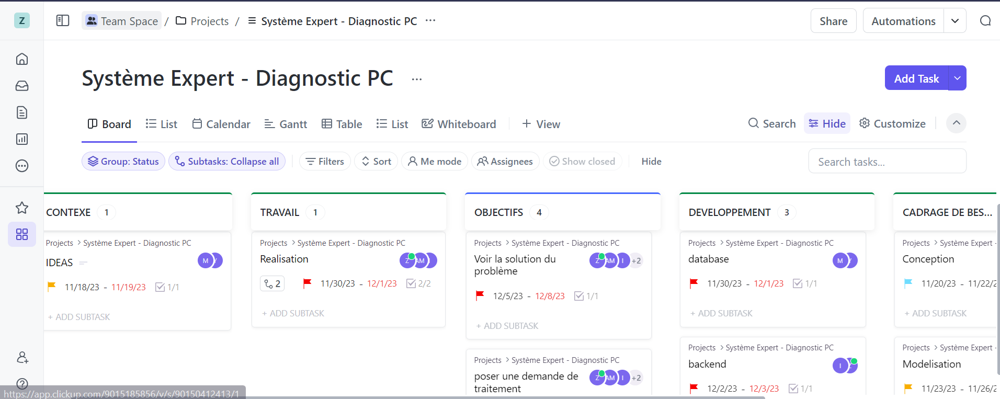 Z
Team Space / Projects / Système Expert - Diagnostic PC ...
Share
Automations
Système Expert - Diagnostic PC ...
Add Task
Board
List
Calendar
Gantt
Table
List
Whiteboard
+ View
Search
Hide
Customize
Group: Status
Subtasks: Collapse all
Filters
Sort
Me mode
Assignees
Show closed
Hide
Search tasks...
CONTEXE 1
Projects > Système Expert - Diagnostic PC
IDEAS
M Y
11/18/23 - 11/19/23 1/1
+ ADD SUBTASK
TRAVAIL 1
Projects > Système Expert - Diagnostic PC
Realisation
Z AM I
2
11/30/23 - 12/1/23 2/2
+ ADD SUBTASK
OBJECTIFS 4
Projects > Système Expert - Diagnostic PC
Voir la solution du
problème
Z AM I +2
12/5/23 - 12/8/23 1/1
+ ADD SUBTASK
Projects > Système Expert - Diagnostic PC
poser une demande de
traitement
Z AM I +2
DEVELOPPEMENT 3
Projects > Système Expert - Diagnostic PC
database
M Y
11/30/23 - 12/1/23 1/1
+ ADD SUBTASK
Projects > Système Expert - Diagnostic PC
backend
I Z
12/2/23 - 12/3/23 1/1
CADRAGE DE BES...
Projects > Système Expert -
Conception
11/20/23 - 11/22/2
+ ADD SUBTASK
Projects > Système Expert -
Modelisation
11/23/23 - 11/26/2
https://app.clickup.com/9015185856/v/s/90150412413/1